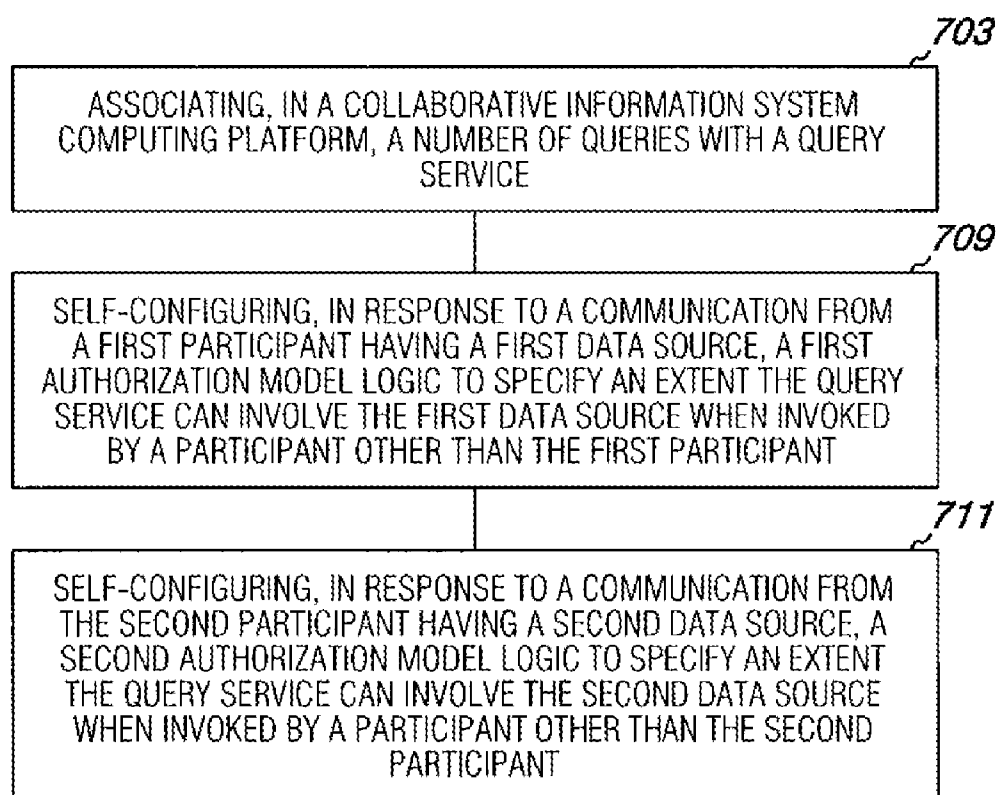 703
ASSOCIATING, IN A COLLABORATIVE INFORMATION SYSTEM
COMPUTING PLATFORM, A NUMBER OF QUERIES WITH A QUERY
SERVICE
709
SELF-CONFIGURING, IN RESPONSE TO A COMMUNICATION FROM
A FIRST PARTICIPANT HAVING A FIRST DATA SOURCE, A FIRST
AUTHORIZATION MODEL LOGIC TO SPECIFY AN EXTENT THE QUERY
SERVICE CAN INVOLVE THE FIRST DATA SOURCE WHEN INVOKED
BY A PARTICIPANT OTHER THAN THE FIRST PARTICIPANT
711
SELF-CONFIGURING, IN RESPONSE TO A COMMUNICATION FROM
THE SECOND PARTICIPANT HAVING A SECOND DATA SOURCE, A
SECOND AUTHORIZATION MODEL LOGIC TO SPECIFY AN EXTENT
THE QUERY SERVICE CAN INVOLVE THE SECOND DATA SOURCE
WHEN INVOKED BY A PARTICIPANT OTHER THAN THE SECOND
PARTICIPANT